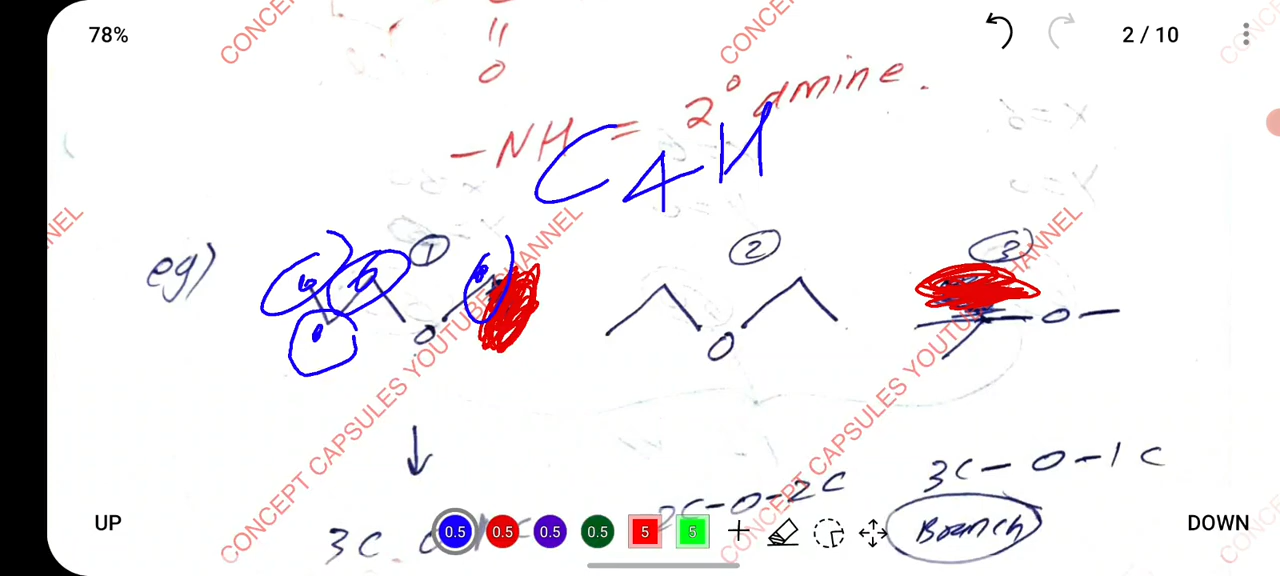 78%
2 / 10
O
-NH = 2° amine.
C4H
eg) ① ② ③
O O -O-
3C-O-1C
2C-O-2C
3C
Branch
UP
0.5 0.5 0.5 0.5 5 5
DOWN
CONCEPT CAPSULES YOUTUBE CHANNEL
CONCEPT CAPSULES YOUTUBE CHANNEL